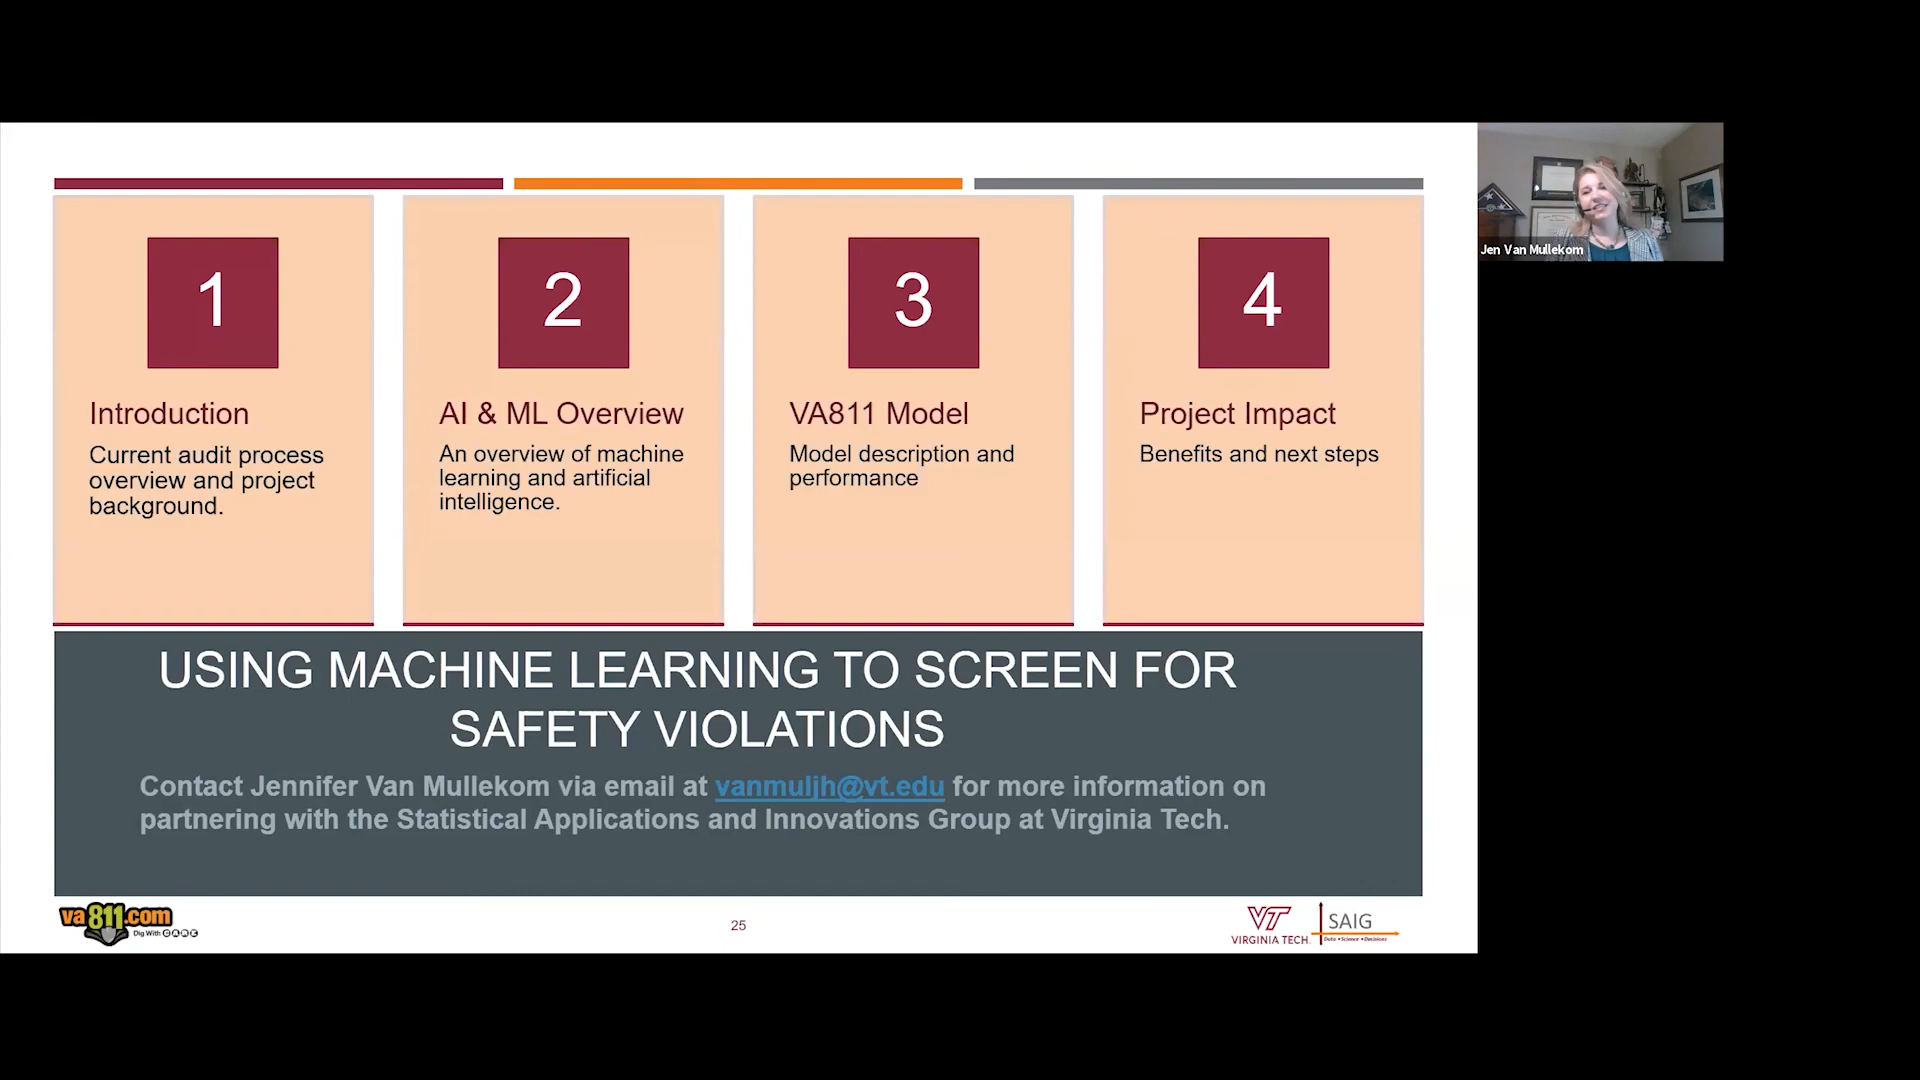 1
Introduction
Current audit process
overview and project
background.
2
AI & ML Overview
An overview of machine
learning and artificial
intelligence.
3
VA811 Model
Model description and
performance
4
Project Impact
Benefits and next steps
USING MACHINE LEARNING TO SCREEN FOR
SAFETY VIOLATIONS
Contact Jennifer Van Mullekom via email at vanmuljh@vt.edu for more information on
partnering with the Statistical Applications and Innovations Group at Virginia Tech.
va811.com
Dig With CARE
25
VT
VIRGINIA TECH.
SAIG
Data • Science • Decisions
Jen Van Mullekom